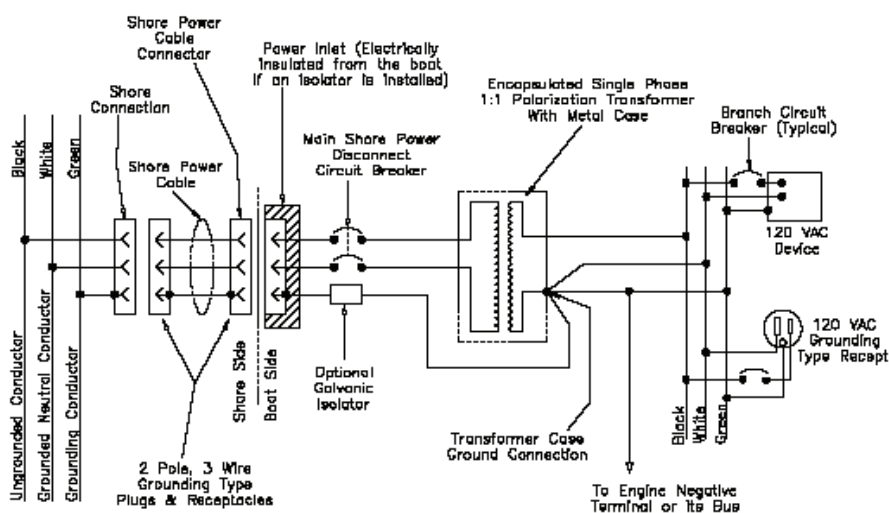 Shore Power
Cable
Connector
Power Inlet (Electrically
Insulated from the boat
if an Isolator is Installed)
Encapsulated Single Phase
1:1 Polarization Transformer
With Metal Case
Shore
Connection
Branch Circuit
Breaker (Typical)
Main Shore Power
Disconnect
Circuit Breaker
Shore Power
Cable
Black
White
Green
120 VAC
Device
120 VAC
Grounding
Type Recept
Optional
Galvanic
Isolator
Shore Side
Boat Side
Ungrounded Conductor
Grounded Neutral Conductor
Grounding Conductor
Black
White
Green
Transformer Case
Ground Connection
2 Pole, 3 Wire
Grounding Type
Plugs & Receptacles
To Engine Negative
Terminal or Its Bus